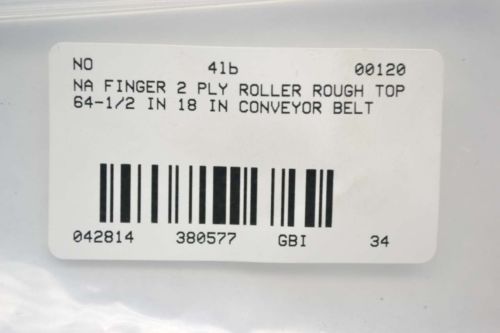 NO 41b 00120
NA FINGER 2 PLY ROLLER ROUGH TOP
64-1/2 IN 18 IN CONVEYOR BELT
042814 380577 GBI 34